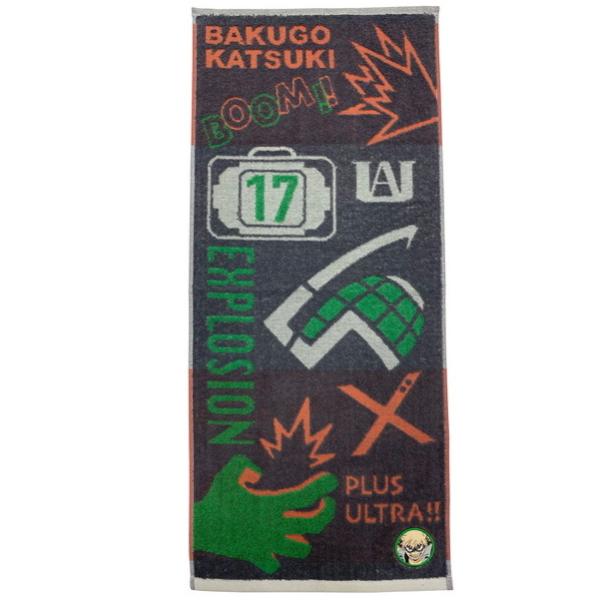 BAKUGO
KATSUKI
BOOM!!
17
UA
EXPLOSION
PLUS
ULTRA!!